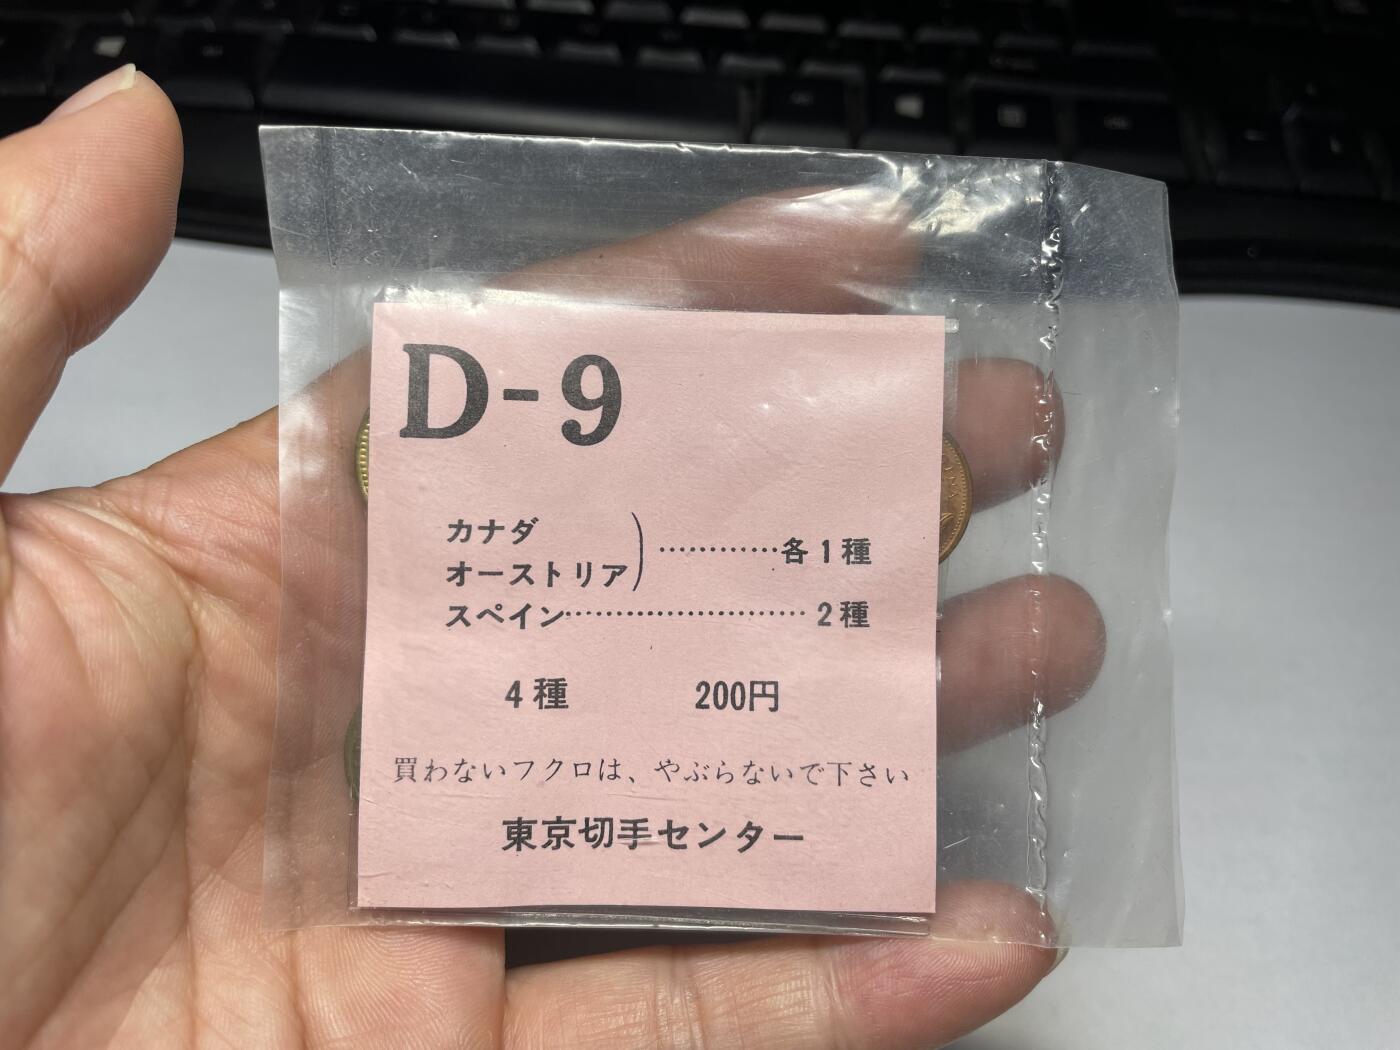 D-9
カナダ
オーストリア)…………各1種
スペイン……………………2種
4種 200円
買わないフクロは、やぶらないで下さい
東京切手センター